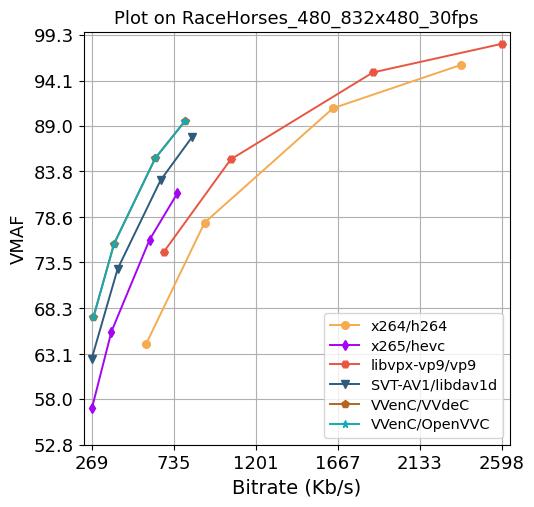 Plot on RaceHorses_480_832x480_30fps
99.3
94.1
89.0
83.8
78.6
73.5
68.3
63.1
58.0
52.8
VMAF
x264/h264
x265/hevc
libvpx-vp9/vp9
SVT-AV1/libdav1d
VVenC/VVdeC
VVenC/OpenVVC
269 735 1201 1667 2133 2598
Bitrate (Kb/s)